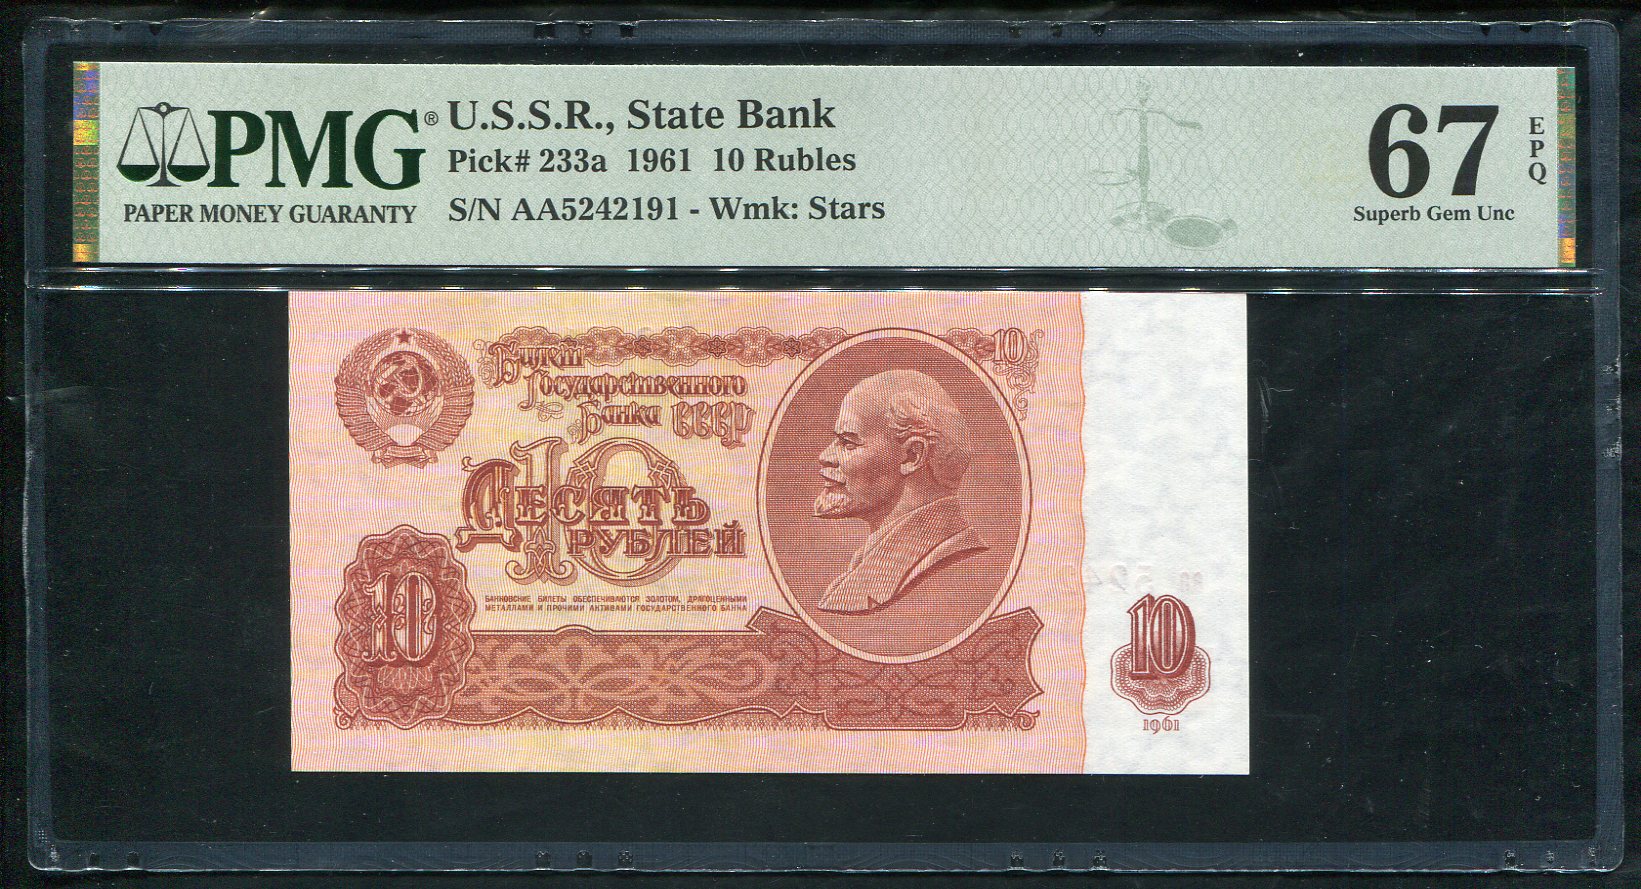 PMG®
PAPER MONEY GUARANTY
U.S.S.R., State Bank
Pick# 233a 1961 10 Rubles
S/N AA5242191 - Wmk: Stars
67
EPQ
Superb Gem Unc
Билет
Государственного
Банка СССР
10
10
Десять
рублей
БАНКОВСКИЕ БИЛЕТЫ ОБЕСПЕЧИВАЮТСЯ ЗОЛОТОМ, ДРАГОЦЕННЫМИ
МЕТАЛЛАМИ И ПРОЧИМИ АКТИВАМИ ГОСУДАРСТВЕННОГО БАНКА
10
10
1961